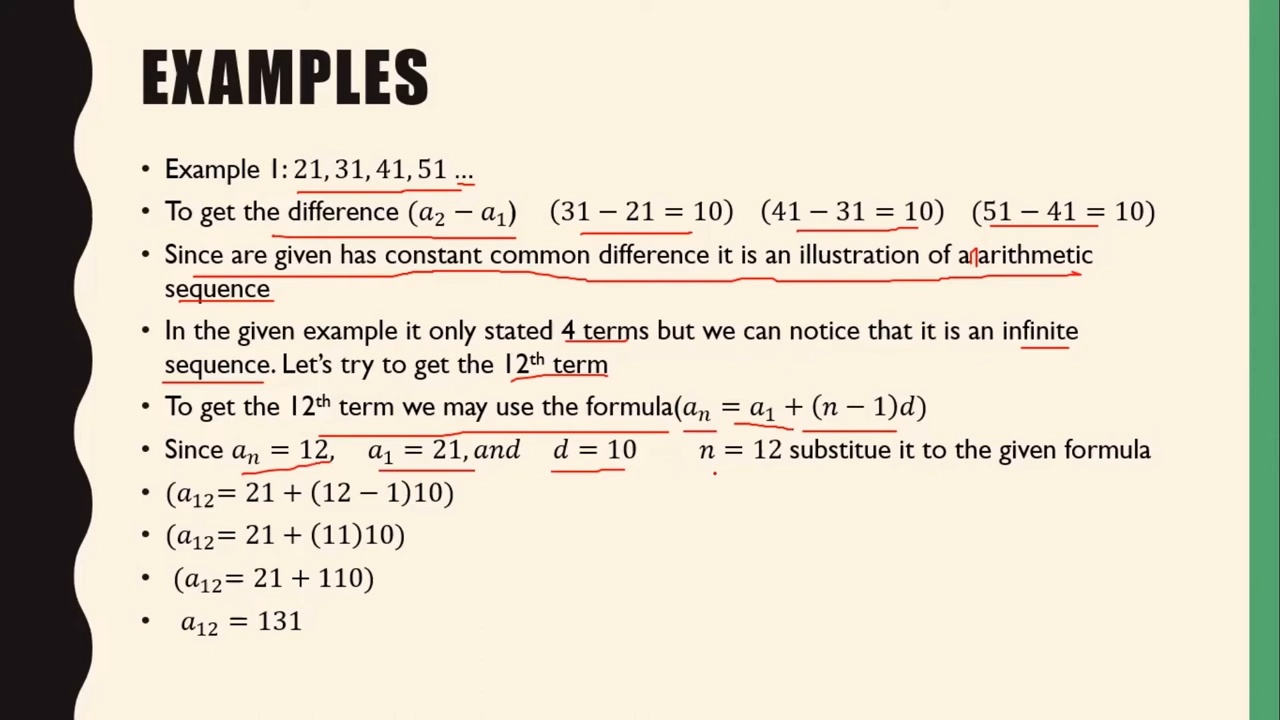 EXAMPLES
• Example 1: 21, 31, 41, 51 …
• To get the difference (a₂ − a₁) (31 − 21 = 10) (41 − 31 = 10) (51 − 41 = 10)
• Since are given has constant common difference it is an illustration of a arithmetic
sequence
• In the given example it only stated 4 terms but we can notice that it is an infinite
sequence. Let’s try to get the 12ᵗʰ term
• To get the 12ᵗʰ term we may use the formula(aₙ = a₁ + (n − 1)d)
• Since aₙ = 12, a₁ = 21, and d = 10 n = 12 substitue it to the given formula
• (a₁₂= 21 + (12 − 1)10)
• (a₁₂= 21 + (11)10)
• (a₁₂= 21 + 110)
• a₁₂ = 131